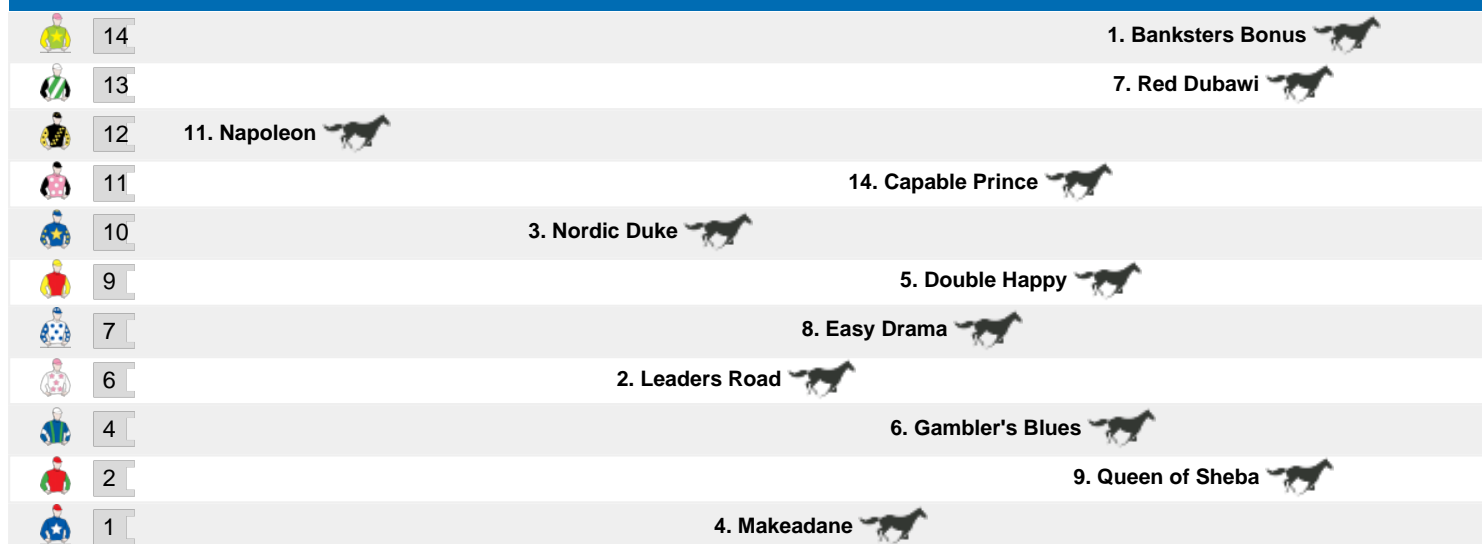 14 1. Banksters Bonus
13 7. Red Dubawi
12 11. Napoleon
11 14. Capable Prince
10 3. Nordic Duke
9 5. Double Happy
7 8. Easy Drama
6 2. Leaders Road
4 6. Gambler's Blues
2 9. Queen of Sheba
1 4. Makeadane